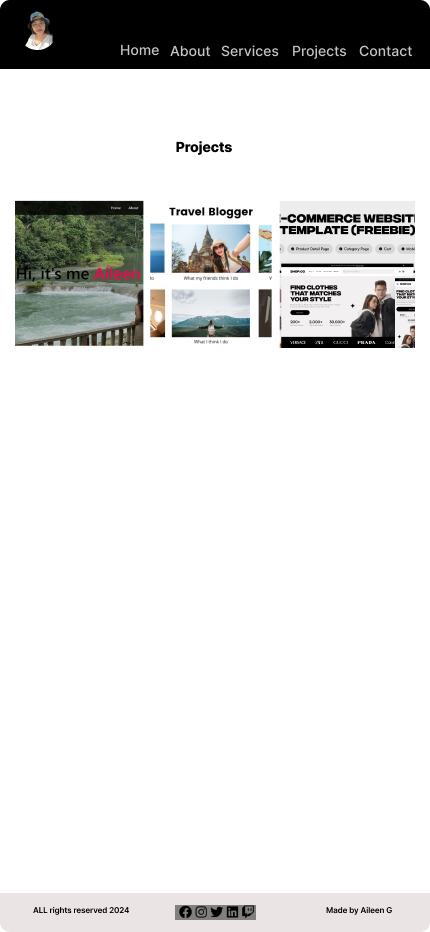 Home About Services Projects Contact
Projects
Home About
Hi, it's me Aileen
Travel Blogger
What my friends think I do
What I think I do
E-COMMERCE WEBSITE
TEMPLATE (FREEBIE)
Product Detail Page Category Page Cart
SHOP.CO
FIND CLOTHES
THAT MATCHES
YOUR STYLE
200+ 2,000+ 30,000+
VERSACE ZARA GUCCI PRADA
ALL rights reserved 2024
Made by Aileen G